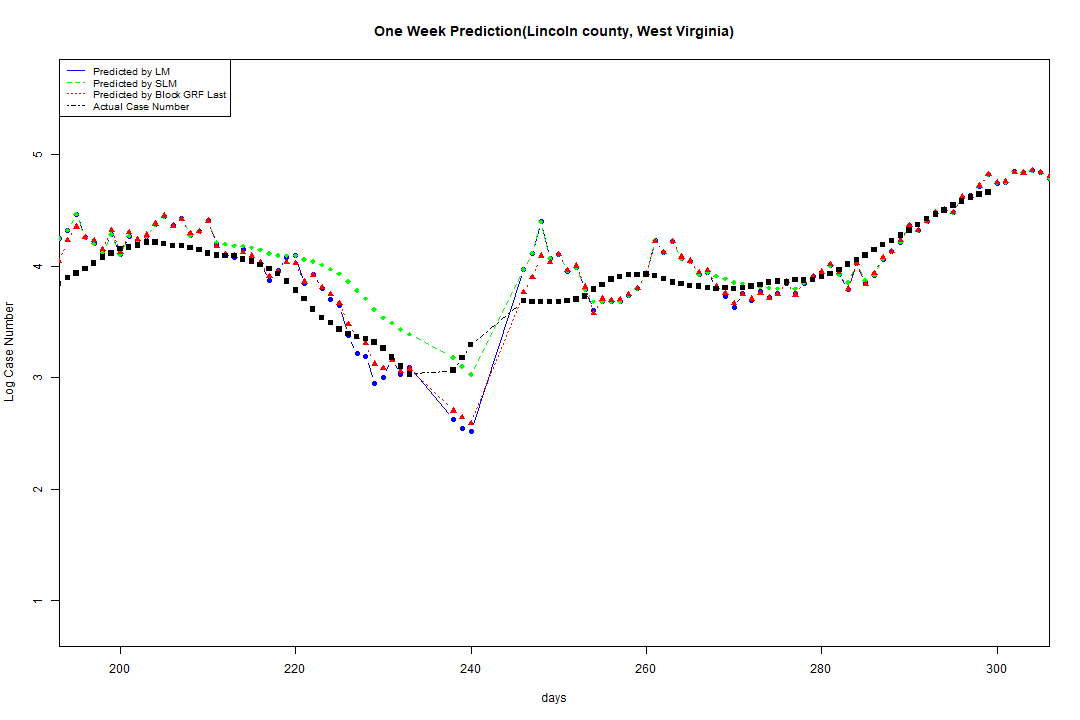 One Week Prediction(Lincoln county, West Virginia)
Predicted by LM
Predicted by SLM
Predicted by Block GRF Last
Actual Case Number
5
4
3
2
1
Log Case Number
200 220 240 260 280 300
days